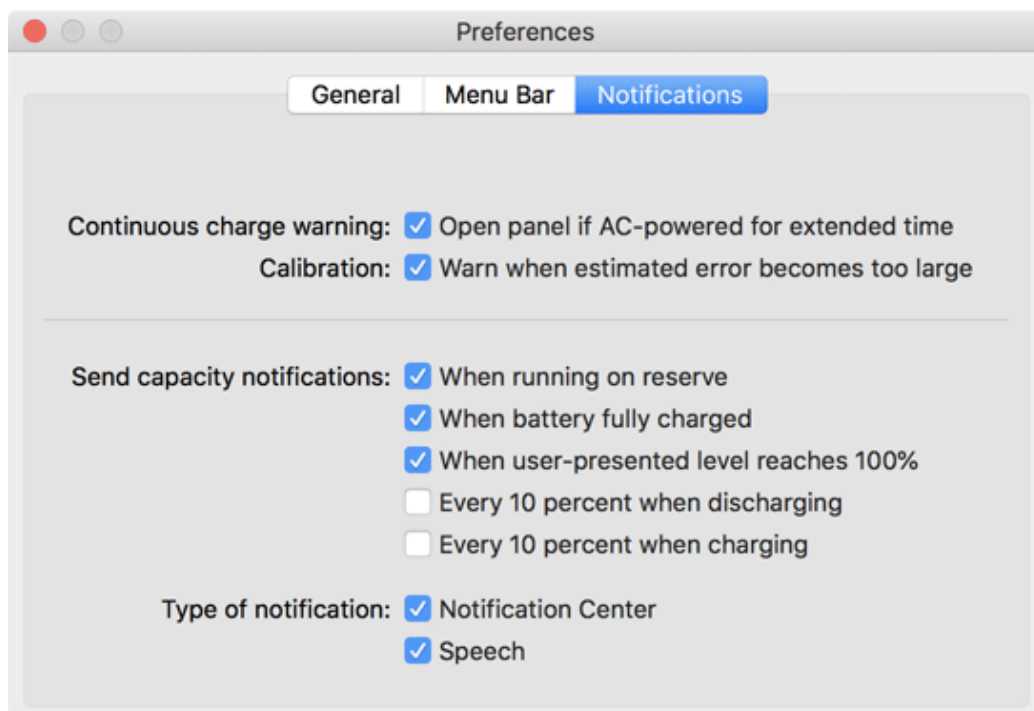 Preferences
General Menu Bar Notifications
Continuous charge warning: Open panel if AC-powered for extended time
Calibration: Warn when estimated error becomes too large
Send capacity notifications: When running on reserve
When battery fully charged
When user-presented level reaches 100%
Every 10 percent when discharging
Every 10 percent when charging
Type of notification: Notification Center
Speech